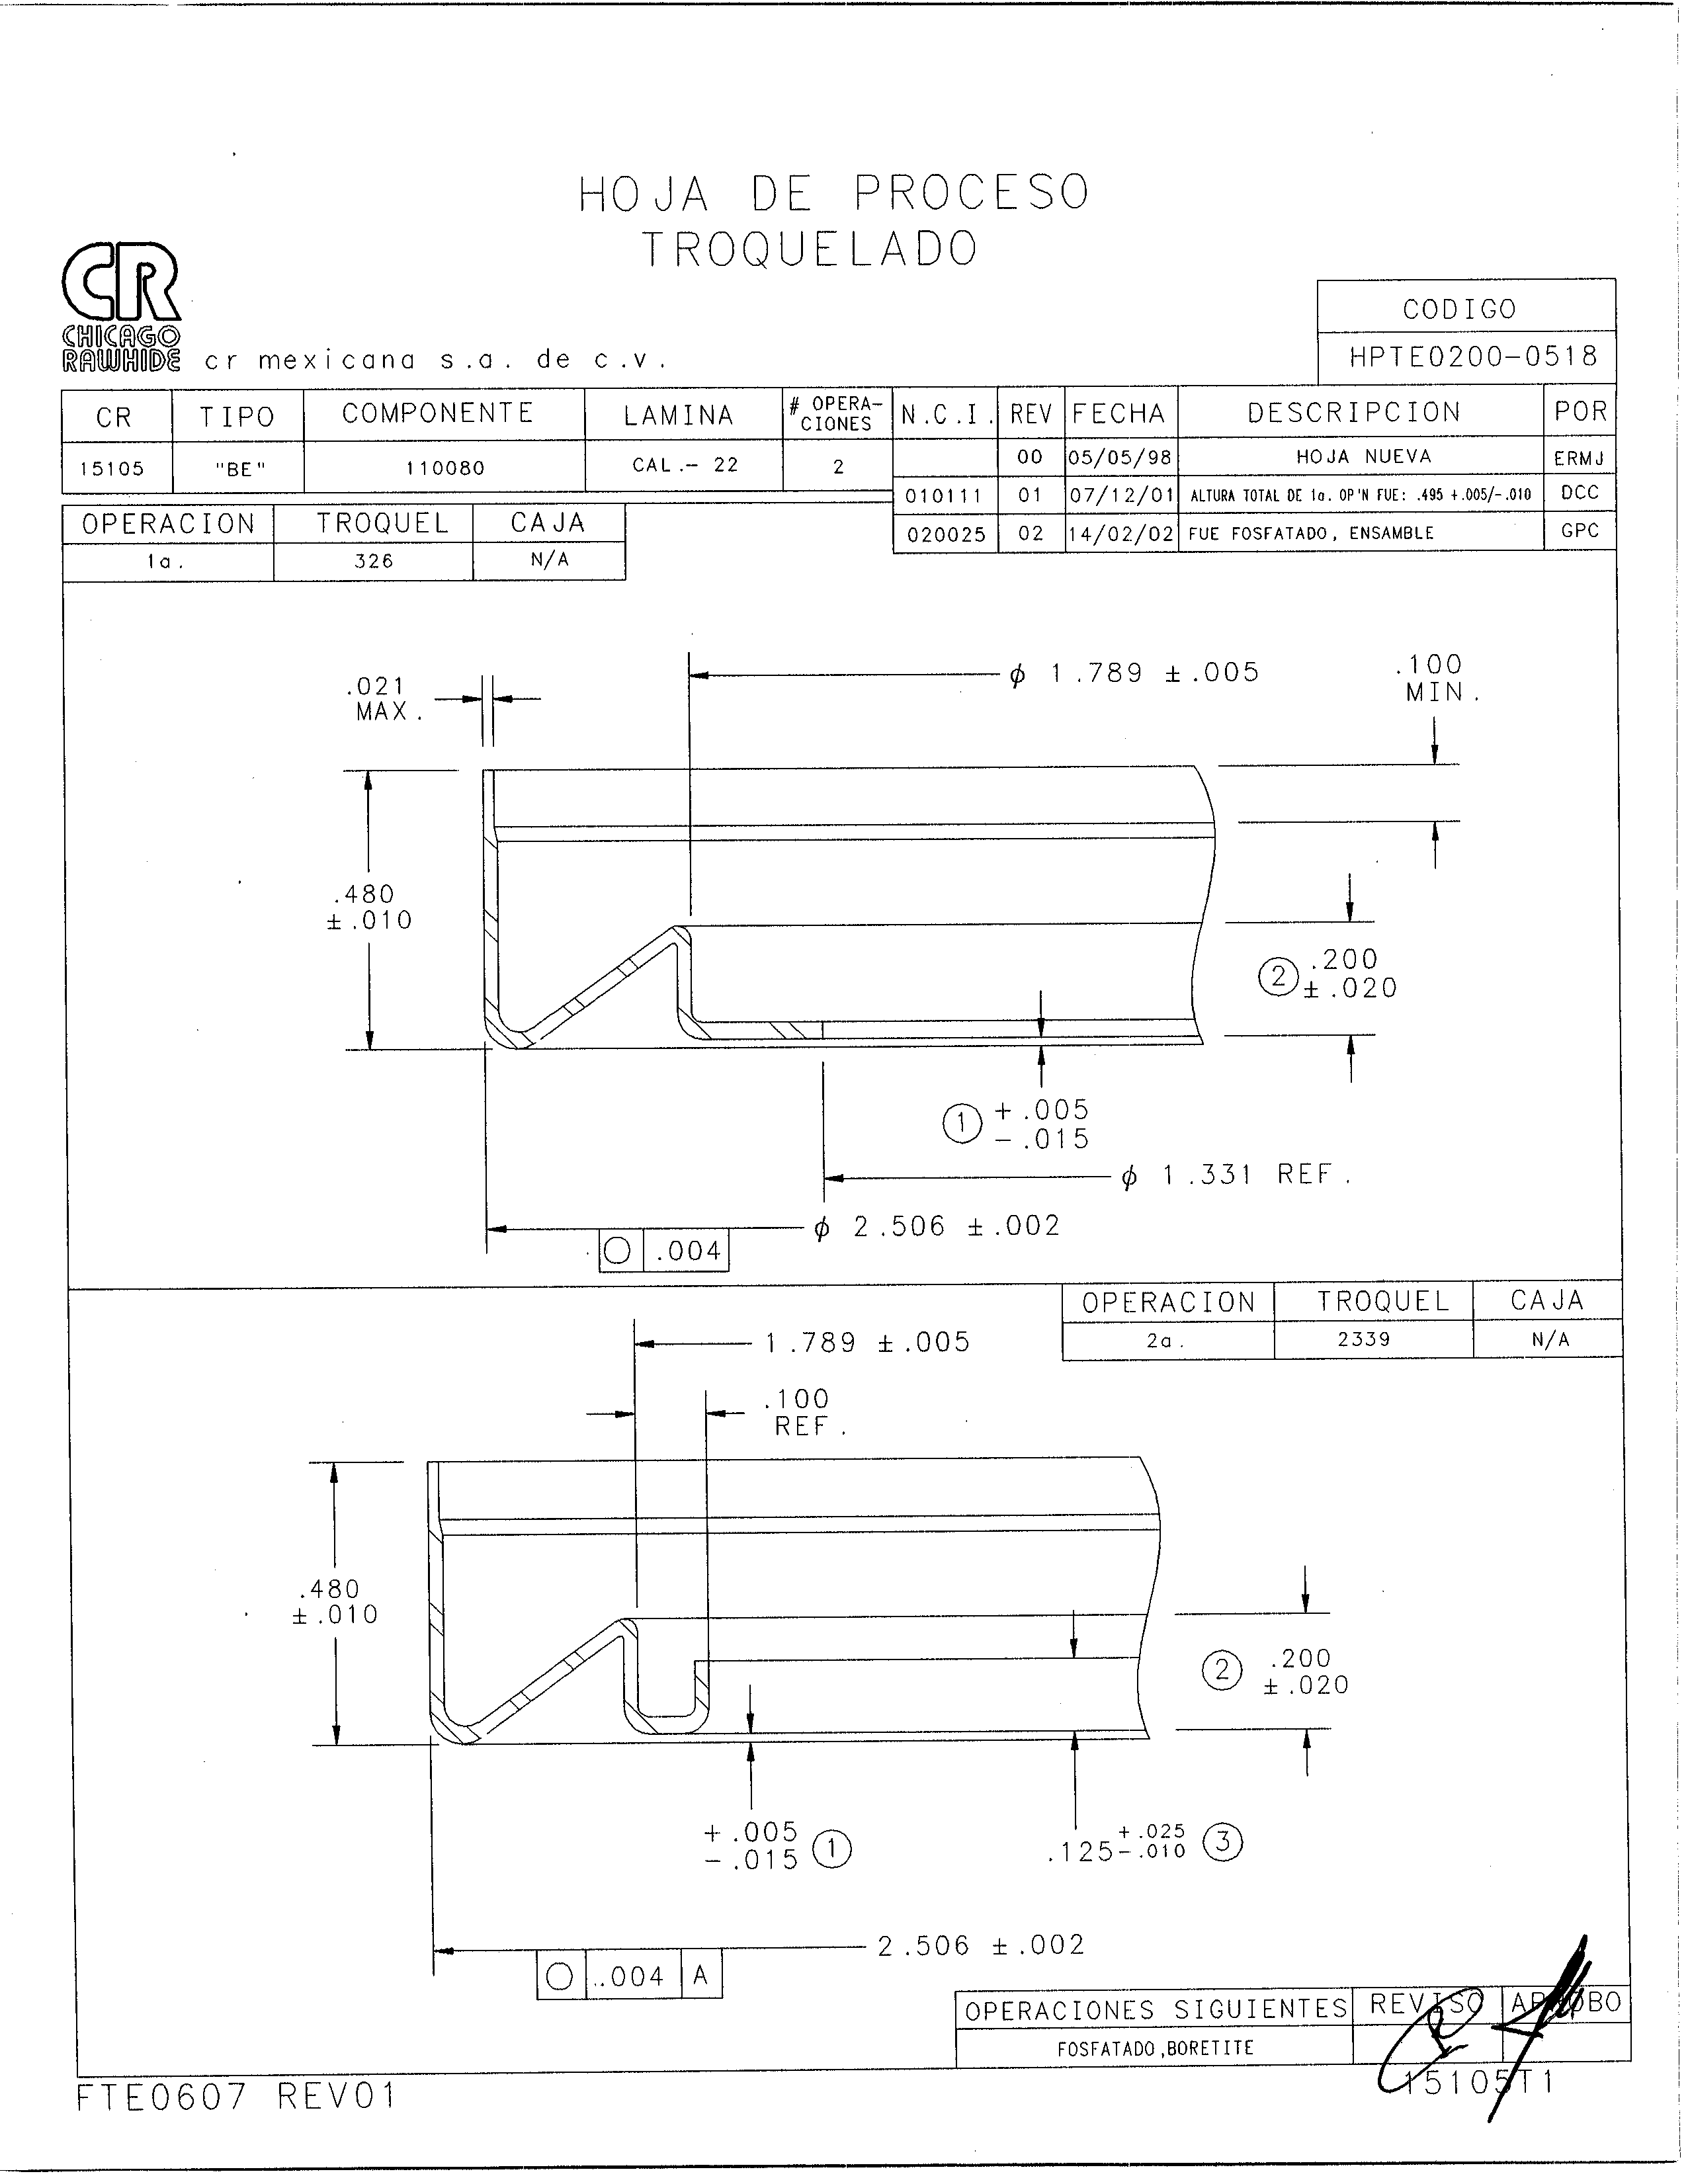 HOJA DE PROCESO
TROQUELADO
CR
CHICAGO
RAWHIDE
cr mexicana s.a. de c.v.
CODIGO
HPTE0200-0518
CR TIPO COMPONENTE LAMINA # OPERA-CIONES
15105 "BE" 110080 CAL.- 22 2
N.C.I. REV FECHA DESCRIPCION POR
00 05/05/98 HOJA NUEVA ERMJ
010111 01 07/12/01 ALTURA TOTAL DE 1a. OP'N FUE: .495 +.005/-.010 DCC
020025 02 14/02/02 FUE FOSFATADO, ENSAMBLE GPC
OPERACION TROQUEL CAJA
1a. 326 N/A
.021
MAX.
ϕ 1.789 ±.005
.100
MIN.
.480
±.010
2 .200
±.020
1 +.005
-.015
ϕ 1.331 REF.
ϕ 2.506 ±.002
○ .004
OPERACION TROQUEL CAJA
2a. 2339 N/A
1.789 ±.005
.100
REF.
.480
±.010
2 .200
±.020
+.005
-.015 1
.125 +.025
-.010 3
2.506 ±.002
○ .004 A
OPERACIONES SIGUIENTES REVISO APROBO
FOSFATADO,BORETITE
FTE0607 REV01
15105T1